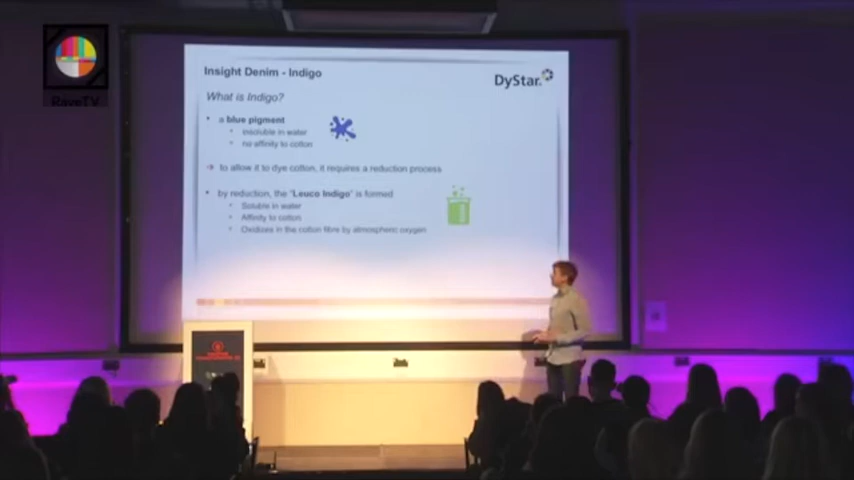 RaveTV
Insight Denim - Indigo
DyStar.
What is Indigo?
• a blue pigment
• insoluble in water
• no affinity to cotton
➔ to allow it to dye cotton, it requires a reduction process
• by reduction, the "Leuco Indigo" is formed
• Soluble in water
• Affinity to cotton
• Oxidises in the cotton fibre by atmospheric oxygen